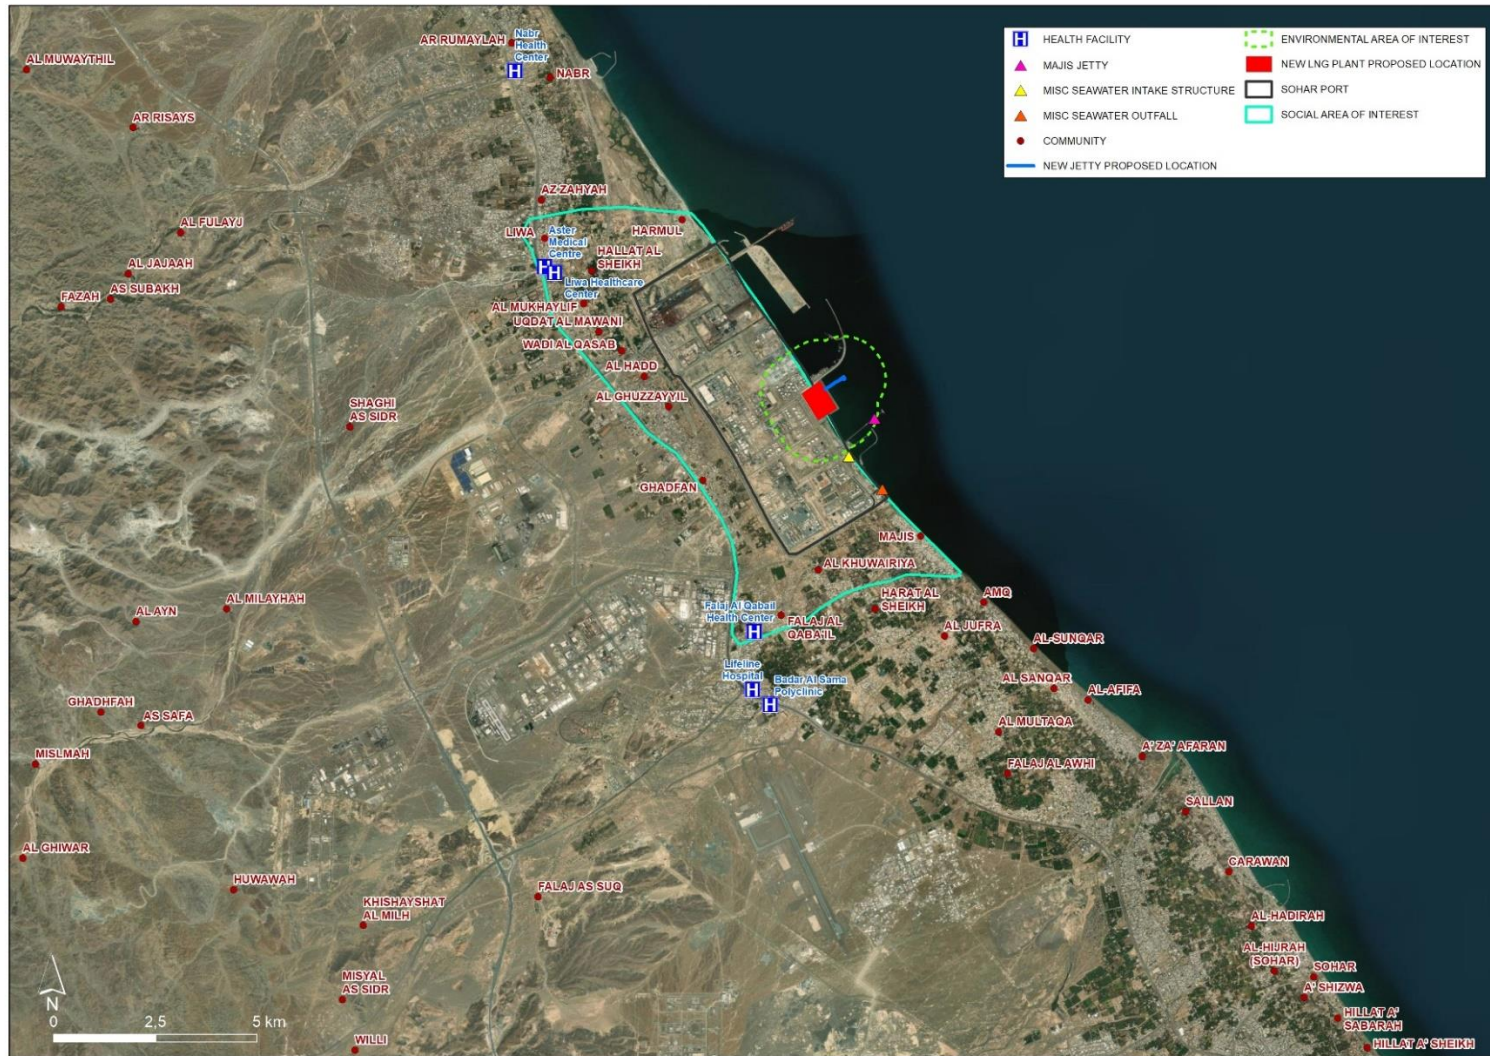 HEALTH FACILITY
MAJIS JETTY
MISC SEAWATER INTAKE STRUCTURE
MISC SEAWATER OUTFALL
COMMUNITY
NEW JETTY PROPOSED LOCATION
ENVIRONMENTAL AREA OF INTEREST
NEW LNG PLANT PROPOSED LOCATION
SOHAR PORT
SOCIAL AREA OF INTEREST
AR RUMAYLAH
Nabr
Health
Center
NABR
AL MUWAYTHIL
AR RISAYS
AZ ZAHYAH
AL FULAYJ
LIWA
Aster
Medical
Centre
HARMUL
HALLAT AL
SHEIKH
Liwa Healthcare
Center
AL JAJAAH
AS SUBAKH
FAZAH
AL MUKHAYLIF
UQDAT AL MAWANI
WADI AL QASAB
AL HADD
AL GHUZZAYYIL
SHAGHI
AS SIDR
GHADFAN
MAJIS
AL KHUWAIRIYA
HARAT AL
SHEIKH
AMQ
Falaj Al Qabail
Health Center
FALAJ AL
QABA'IL
AL JUFRA
AL-SUNQAR
AL MILAYHAH
AL AYN
Lifeline
Hospital
Badar Al Sama
Polyclinic
AL SANQAR
AL-AFIFA
GHADHFAH
AS SAFA
MISLMAH
AL MULTAQA
A' ZA' AFARAN
FALAJ AL AWHI
SALLAN
AL GHIWAR
HUWAWAH
CARAWAN
FALAJ AS SUQ
KHISHAYSHAT
AL MILH
AL-HADIRAH
AL-HIJRAH
(SOHAR)
SOHAR
MISYAL
AS SIDR
A' SHIZWA
HILLAT A'
SABARAH
WILLI
HILLAT A' SHEIKH
N
0 2,5 5 km